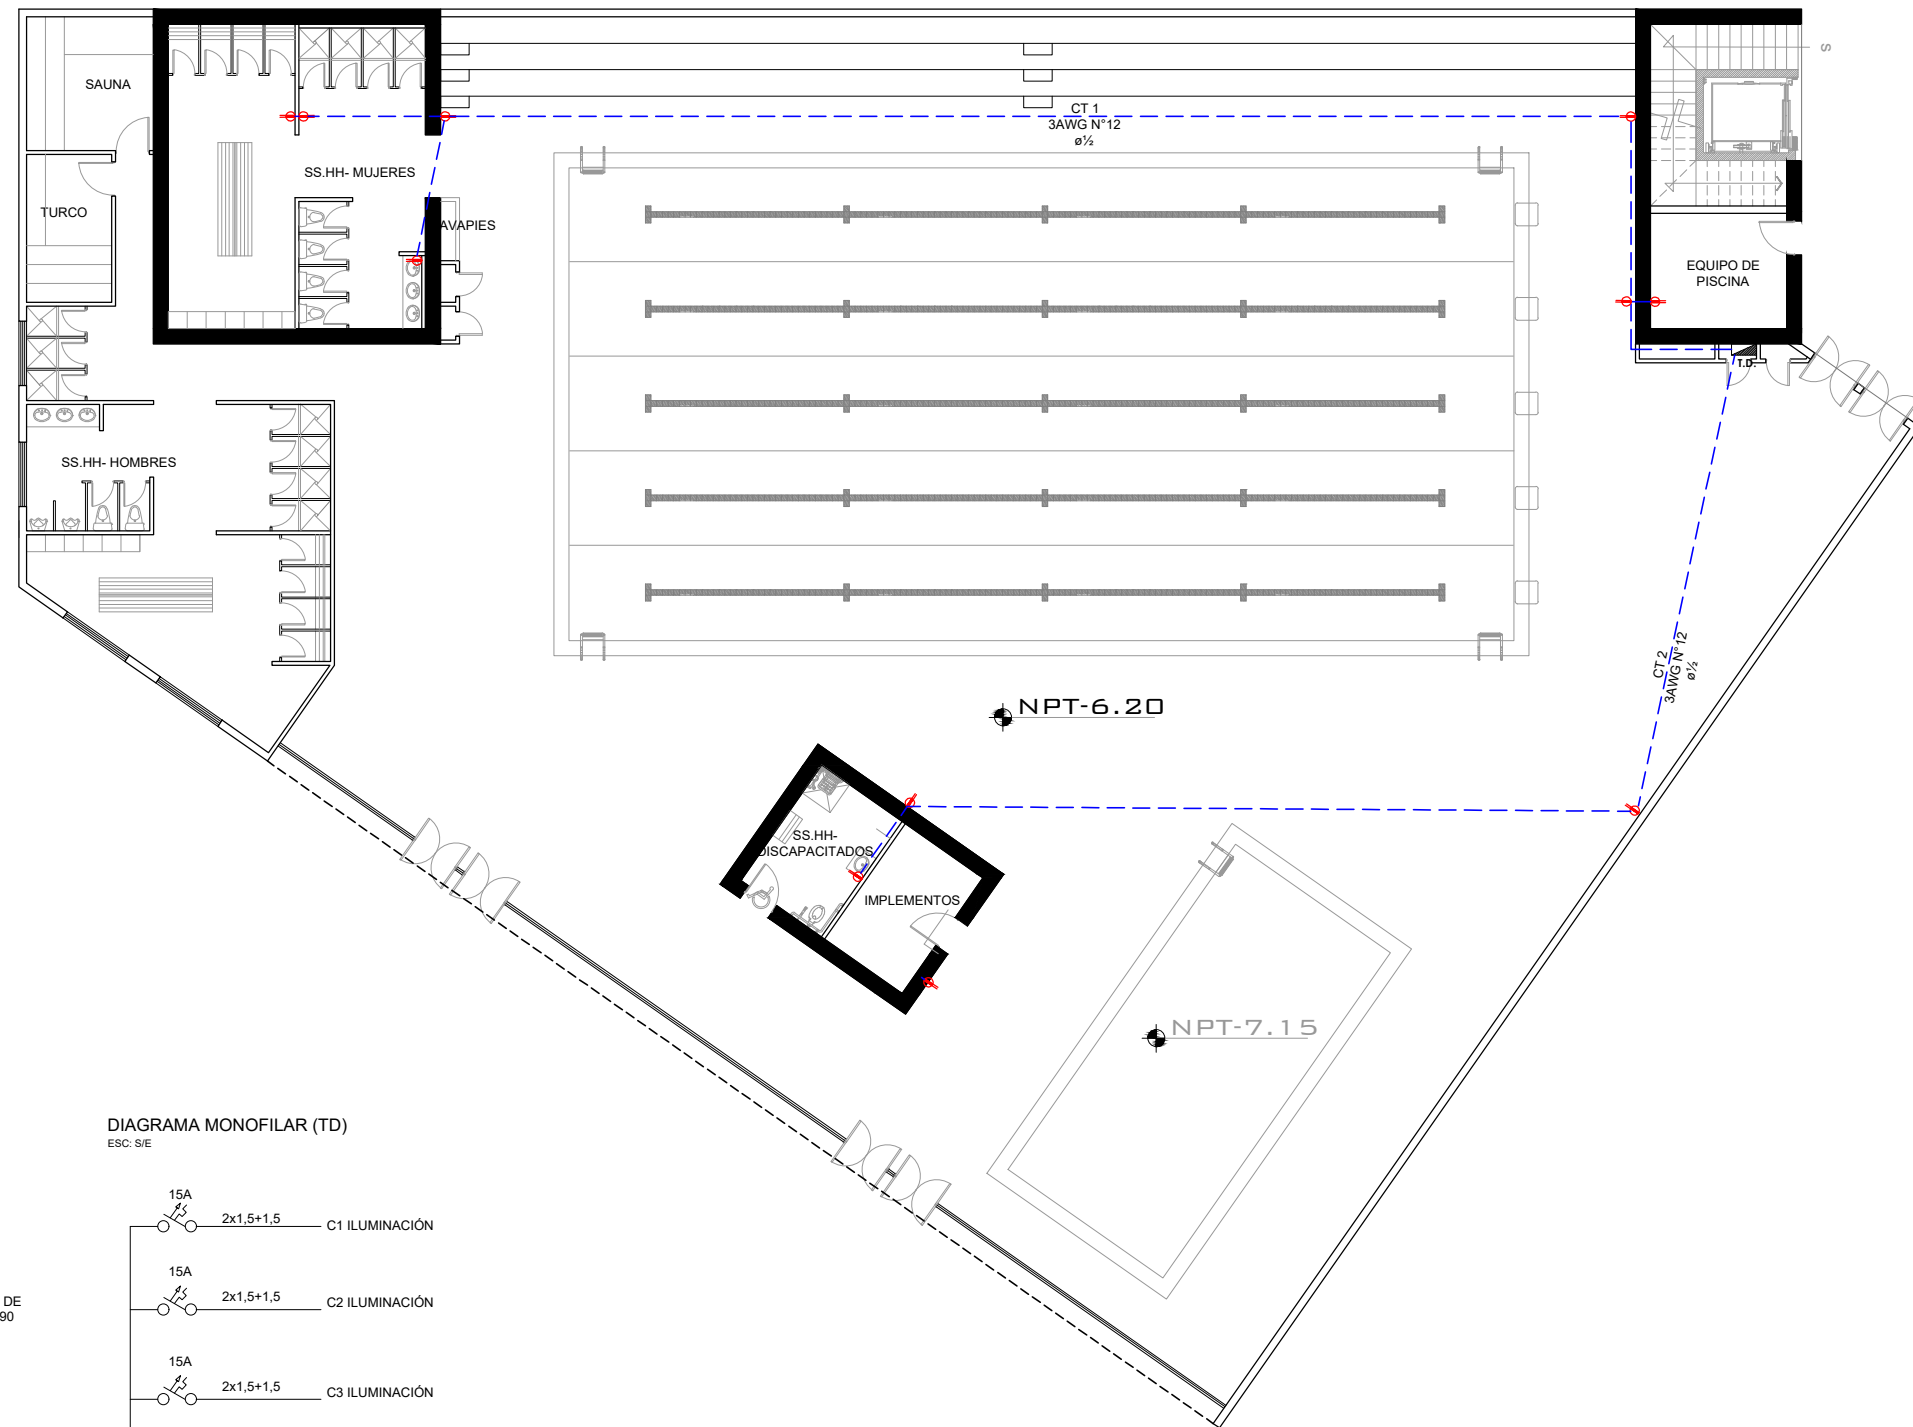 S
SAUNA
CT 1
3AWG N°12
ø½
SS.HH- MUJERES
TURCO
AVAPIES
EQUIPO DE
PISCINA
T.D.
SS.HH- HOMBRES
CT 2
3AWG N°12
ø½
NPT-6.20
SS.HH-
DISCAPACITADOS
IMPLEMENTOS
NPT-7.15
DIAGRAMA MONOFILAR (TD)
ESC: S/E
15A
2x1,5+1,5
C1 ILUMINACIÓN
15A
2x1,5+1,5
C2 ILUMINACIÓN
DE
90
15A
2x1,5+1,5
C3 ILUMINACIÓN